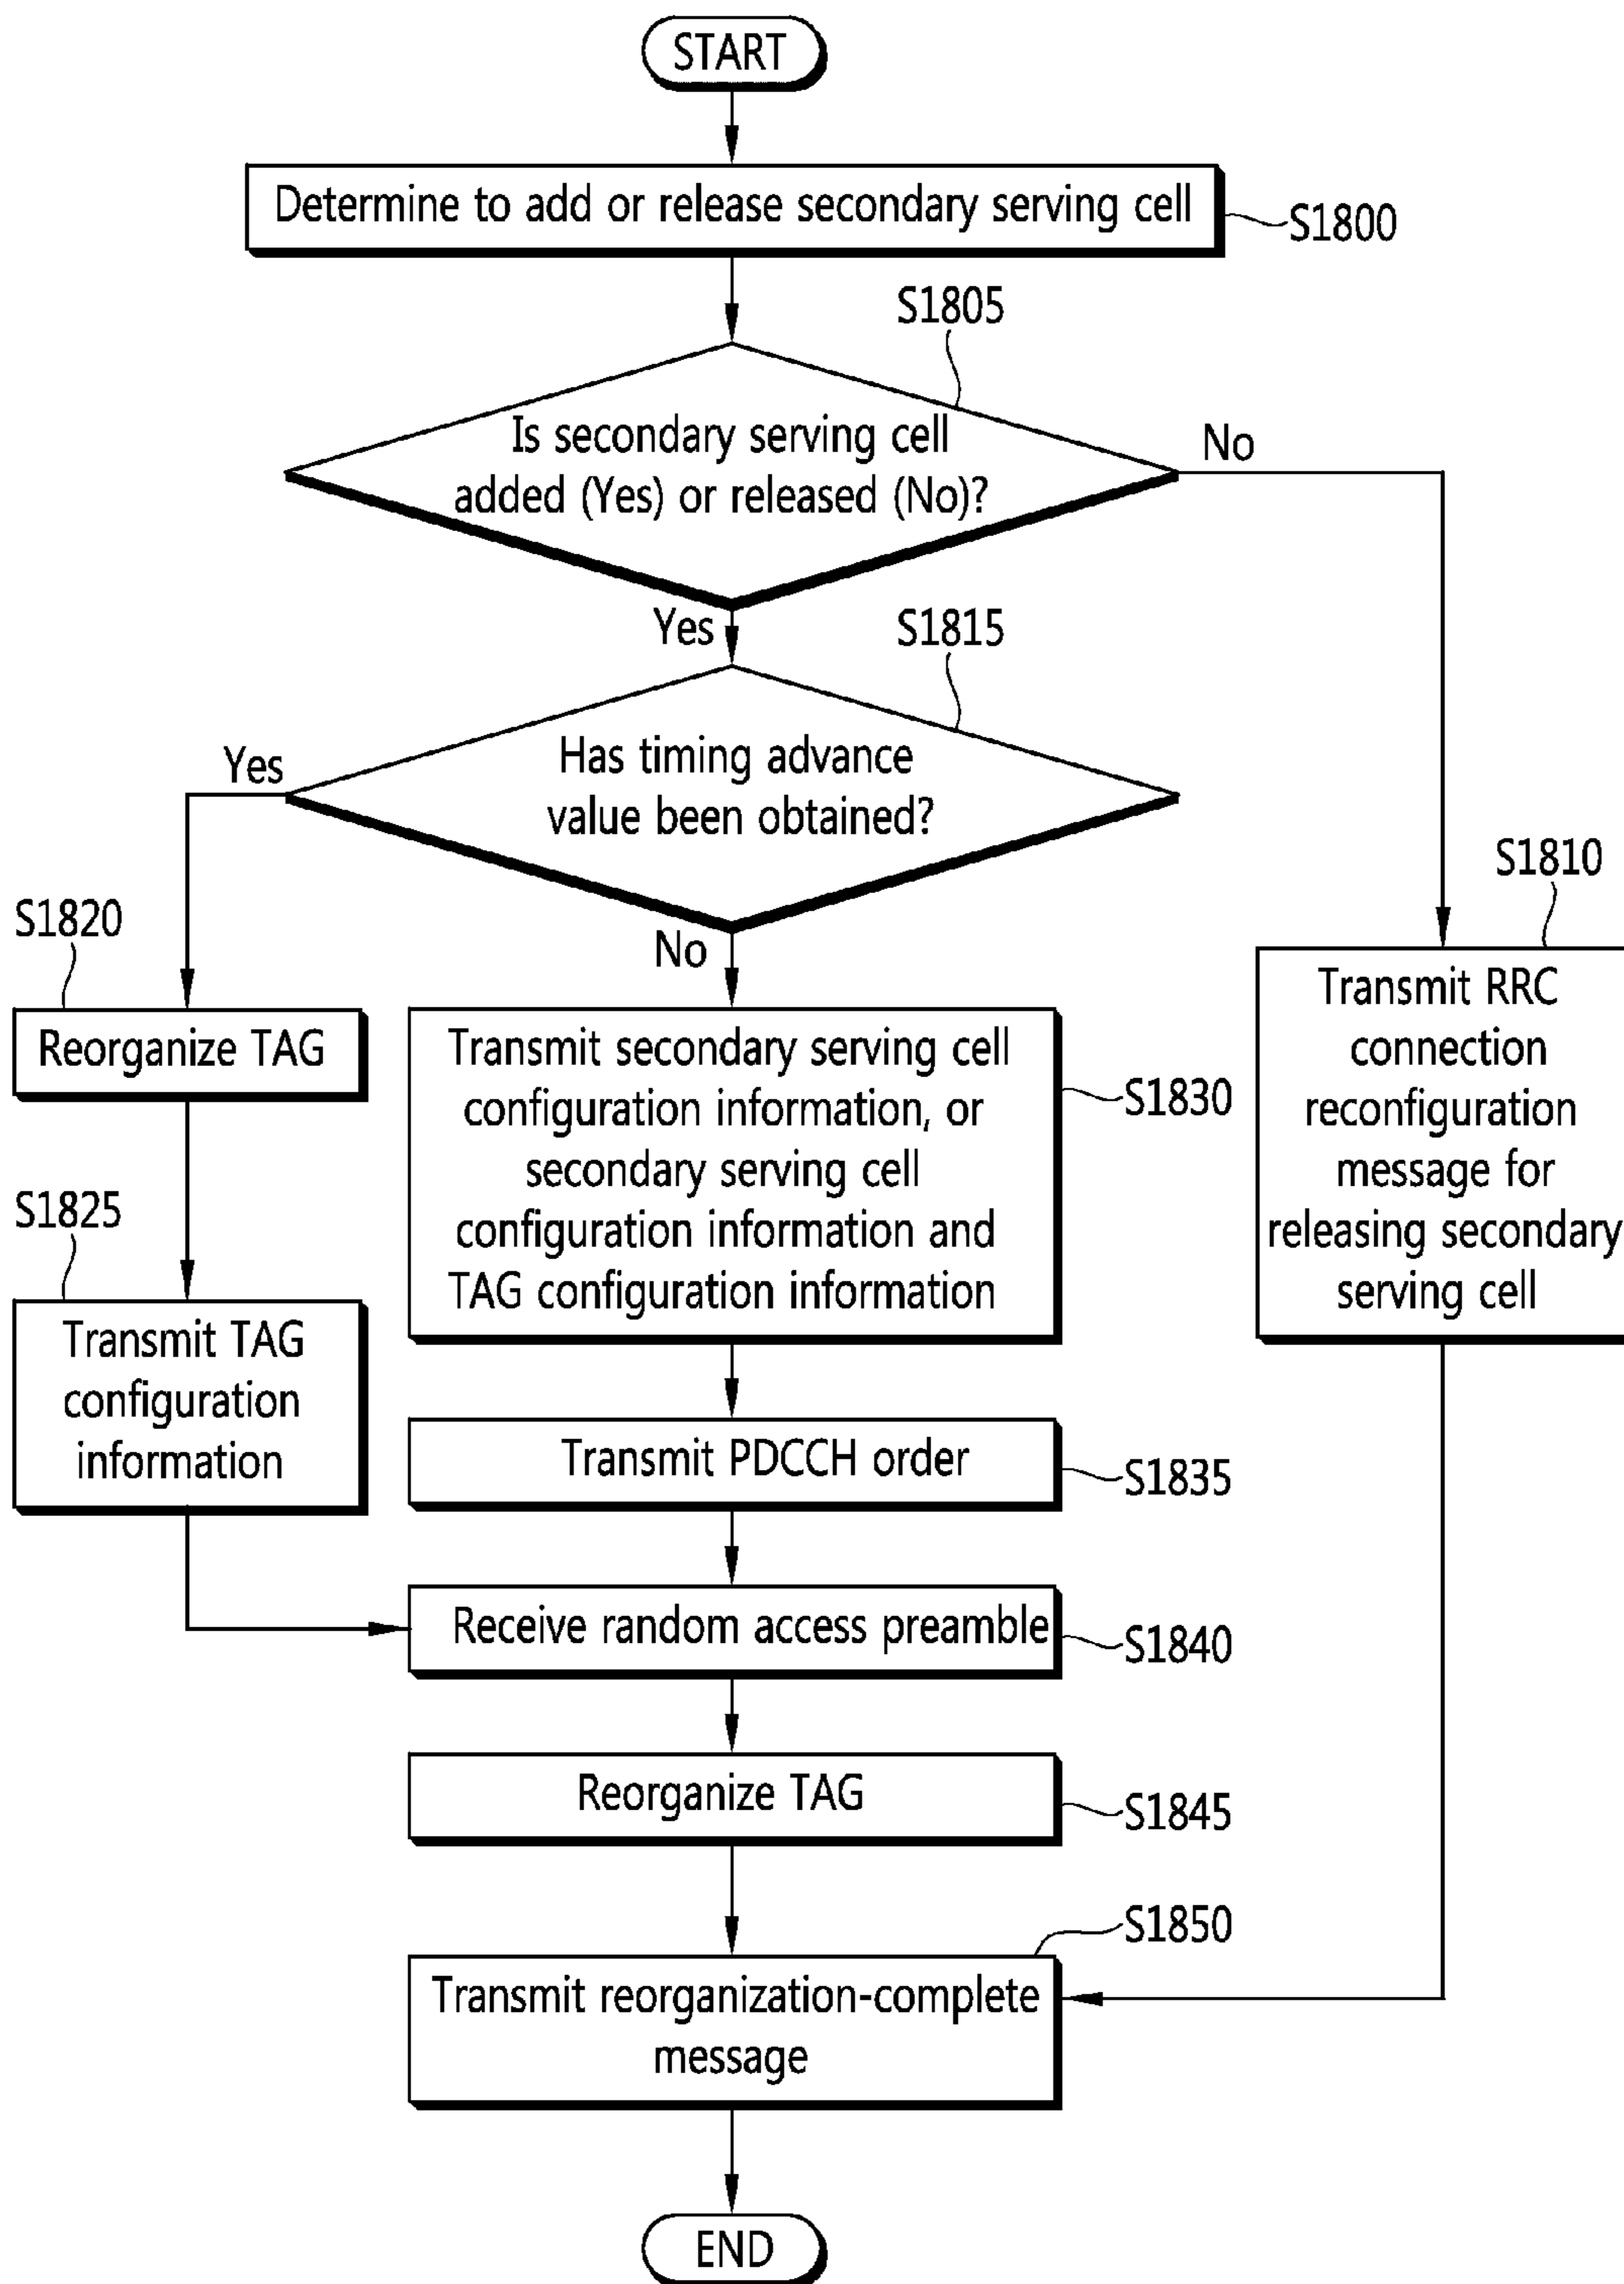 START
Determine to add or release secondary serving cell
S1800
S1805
Is secondary serving cell
added (Yes) or released (No)?
No
Yes
S1815
Has timing advance
value been obtained?
Yes
No
S1810
Transmit RRC
connection
reconfiguration
message for
releasing secondary
serving cell
S1820
Reorganize TAG
S1825
Transmit TAG
configuration
information
Transmit secondary serving cell
configuration information, or
secondary serving cell
configuration information and
TAG configuration information
S1830
Transmit PDCCH order
S1835
Receive random access preamble
S1840
Reorganize TAG
S1845
S1850
Transmit reorganization-complete
message
END